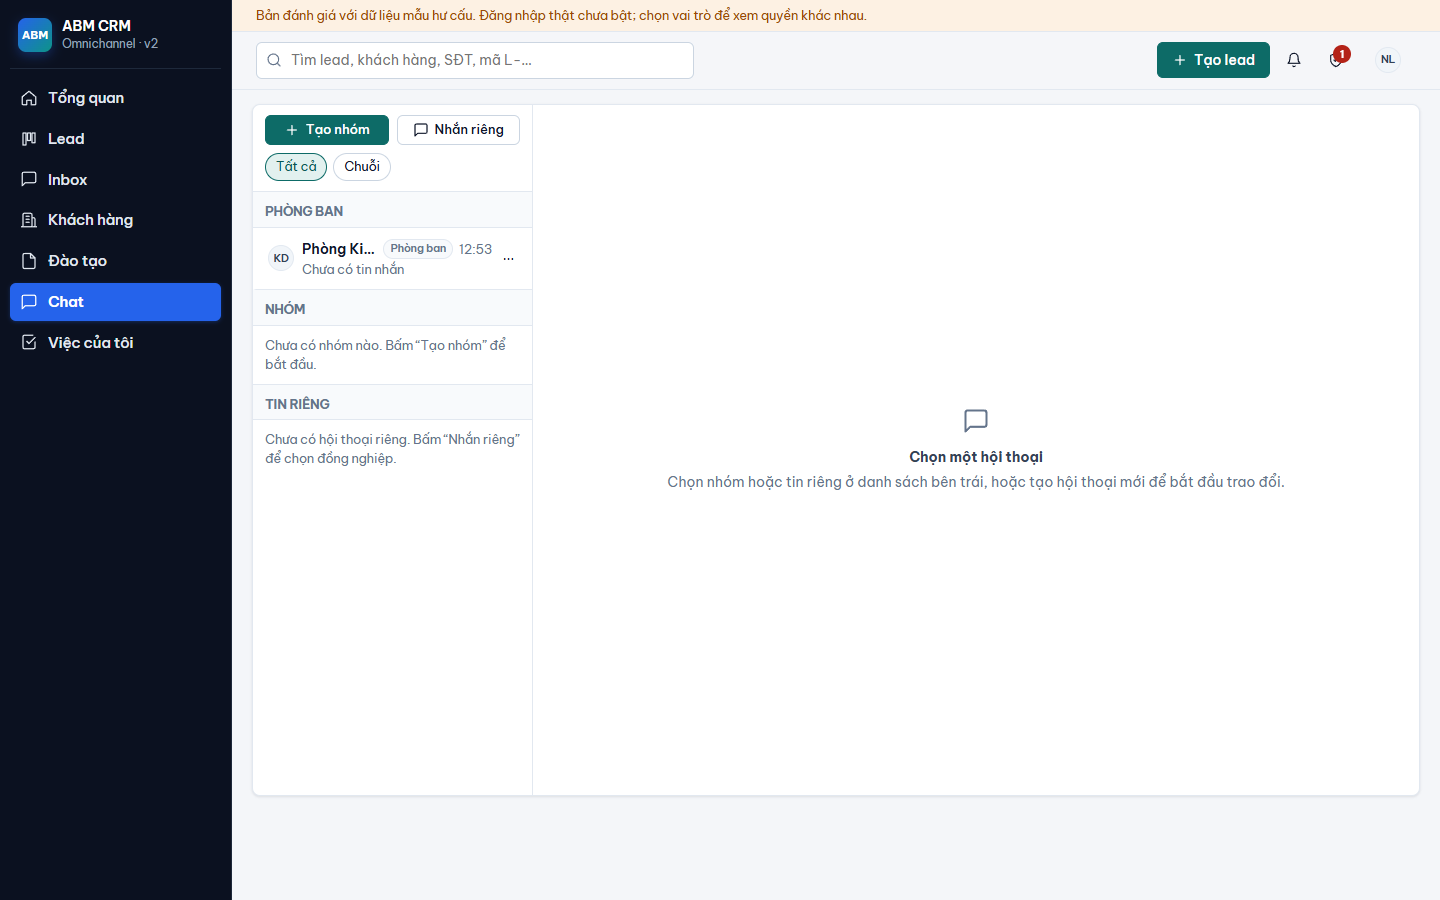 ABM
ABM CRM
Omnichannel · v2
Tổng quan
Lead
Inbox
Khách hàng
Đào tạo
Chat
Việc của tôi
Bản đánh giá với dữ liệu mẫu hư cấu. Đăng nhập thật chưa bật; chọn vai trò để xem quyền khác nhau.
Tìm lead, khách hàng, SĐT, mã L-...
Tạo lead
1
NL
Tạo nhóm
Nhắn riêng
Tất cả
Chuỗi
PHÒNG BAN
KD
Phòng Ki... Phòng ban 12:53
Chưa có tin nhắn
...
NHÓM
Chưa có nhóm nào. Bấm “Tạo nhóm” để
bắt đầu.
TIN RIÊNG
Chưa có hội thoại riêng. Bấm “Nhắn riêng”
để chọn đồng nghiệp.
Chọn một hội thoại
Chọn nhóm hoặc tin riêng ở danh sách bên trái, hoặc tạo hội thoại mới để bắt đầu trao đổi.